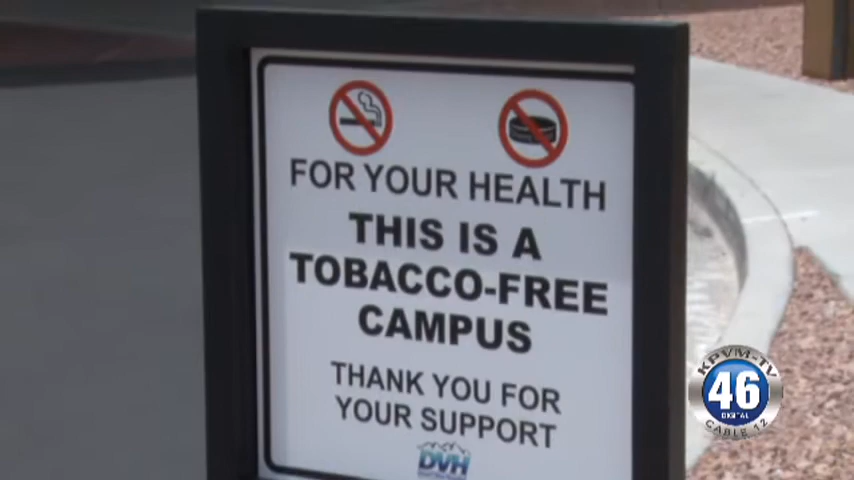 FOR YOUR HEALTH
THIS IS A
TOBACCO-FREE
CAMPUS
THANK YOU FOR
YOUR SUPPORT
DVH
KPVM-TV
46
DIGITAL
CABLE 12